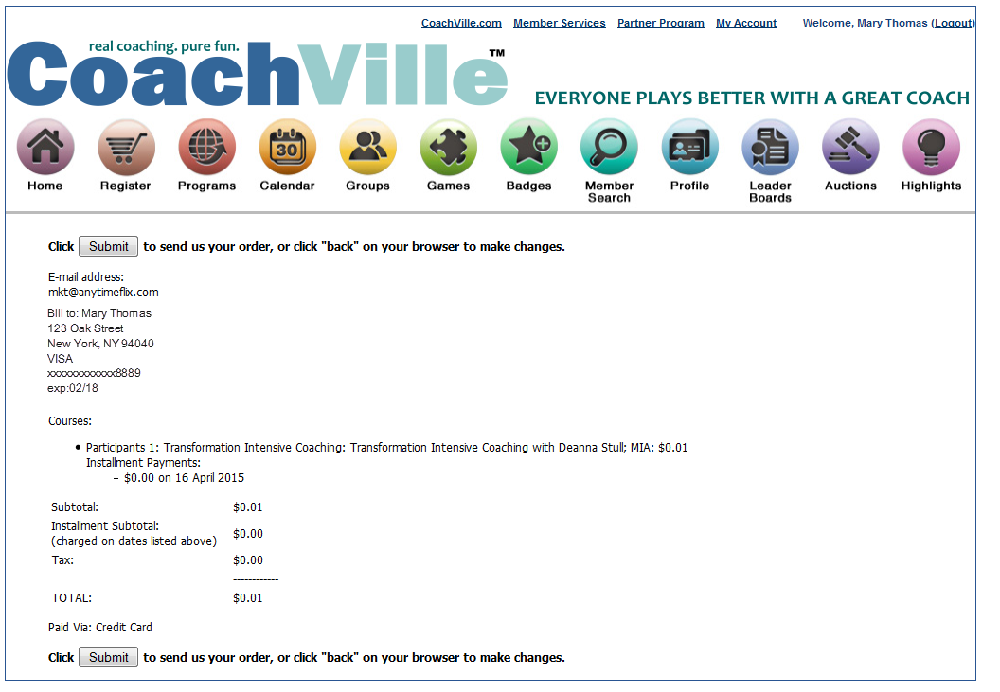 CoachVille.com Member Services Partner Program My Account Welcome, Mary Thomas (Logout)
real coaching. pure fun.
CoachVille™
EVERYONE PLAYS BETTER WITH A GREAT COACH
30
Home Register Programs Calendar Groups Games Badges Member Search Profile Leader Boards Auctions Highlights
Click Submit to send us your order, or click "back" on your browser to make changes.
E-mail address:
mkt@anytimeflix.com
Bill to: Mary Thomas
123 Oak Street
New York, NY 94040
VISA
xxxxxxxxxxxx8889
exp:02/18
Courses:
• Participants 1: Transformation Intensive Coaching: Transformation Intensive Coaching with Deanna Stull; MIA: $0.01
Installment Payments:
– $0.00 on 16 April 2015
Subtotal: $0.01
Installment Subtotal:
(charged on dates listed above) $0.00
Tax: $0.00
------------
TOTAL: $0.01
Paid Via: Credit Card
Click Submit to send us your order, or click "back" on your browser to make changes.